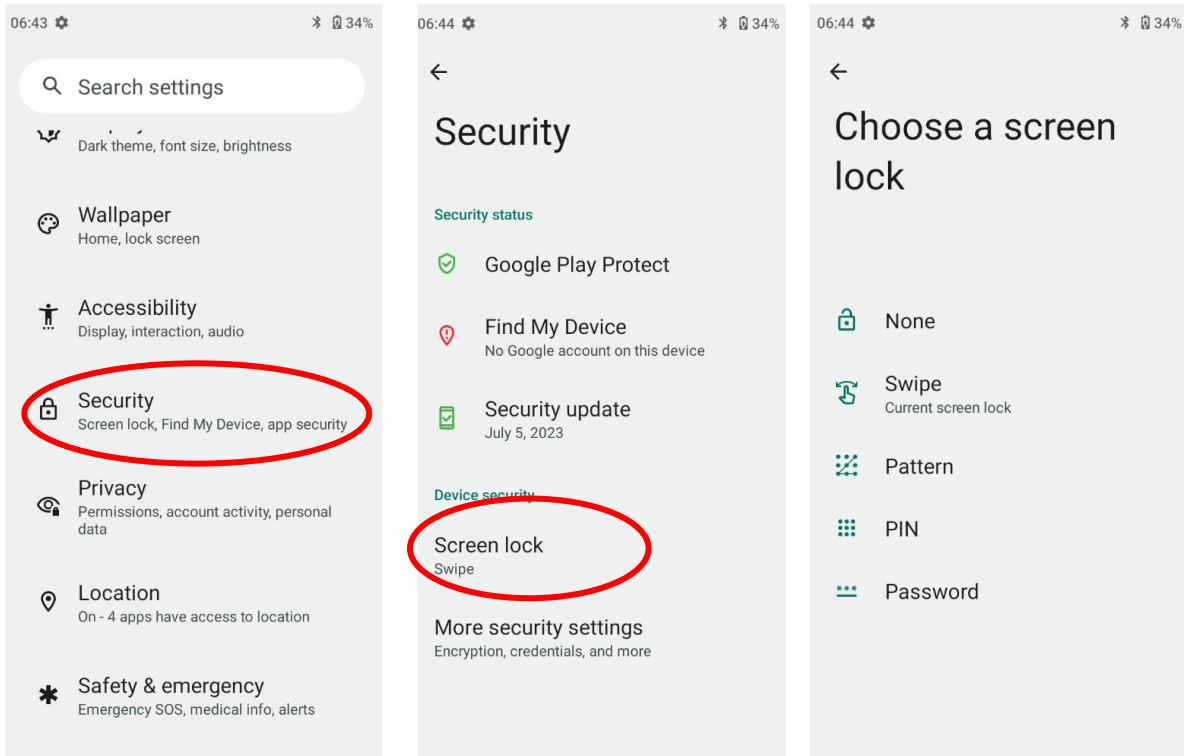 06:43 34%
Search settings
Dark theme, font size, brightness
Wallpaper
Home, lock screen
Accessibility
Display, interaction, audio
Security
Screen lock, Find My Device, app security
Privacy
Permissions, account activity, personal
data
Location
On - 4 apps have access to location
Safety & emergency
Emergency SOS, medical info, alerts
06:44 34%
Security
Security status
Google Play Protect
Find My Device
No Google account on this device
Security update
July 5, 2023
Device security
Screen lock
Swipe
More security settings
Encryption, credentials, and more
06:44 34%
Choose a screen
lock
None
Swipe
Current screen lock
Pattern
PIN
Password